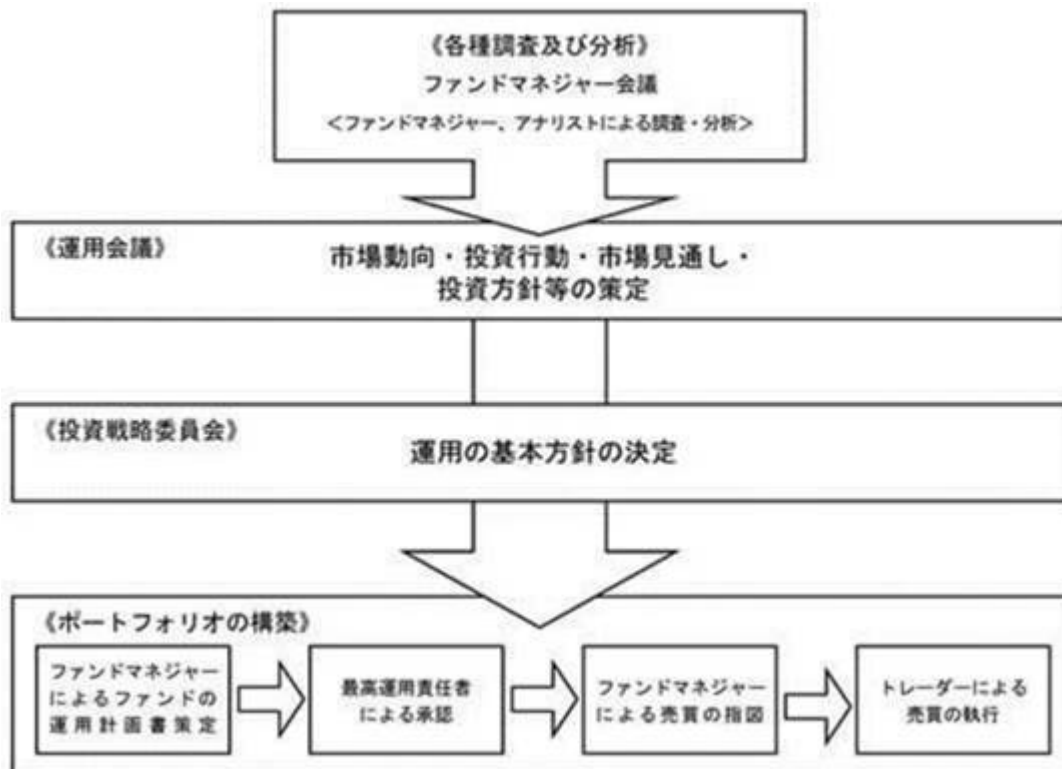 《各種調査及び分析》
ファンドマネジャー会議
＜ファンドマネジャー、アナリストによる調査・分析＞
《運用会議》
市場動向・投資行動・市場見通し・
投資方針等の策定
《投資戦略委員会》
運用の基本方針の決定
《ポートフォリオの構築》
ファンドマネジャー
によるファンドの
運用計画書策定
最高運用責任者
による承認
ファンドマネジャー
による売買の指図
トレーダーによる
売買の執行